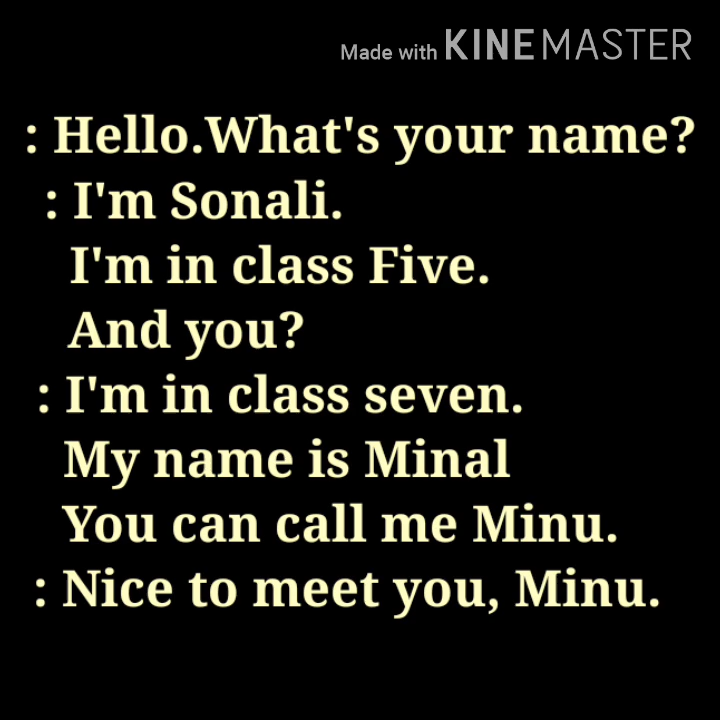 Made with KINEMASTER
: Hello.What's your name?
: I'm Sonali.
I'm in class Five.
And you?
: I'm in class seven.
My name is Minal
You can call me Minu.
: Nice to meet you, Minu.